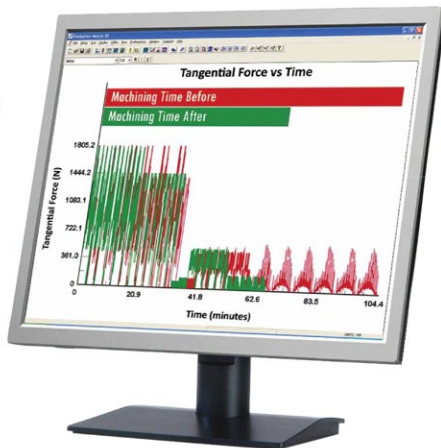 Tangential Force vs Time
Machining Time Before
Machining Time After
1805.2
1444.2
1083.1
722.1
361.0
0
Tangential Force (N)
0
20.9
41.8
62.6
83.5
104.4
Time (minutes)